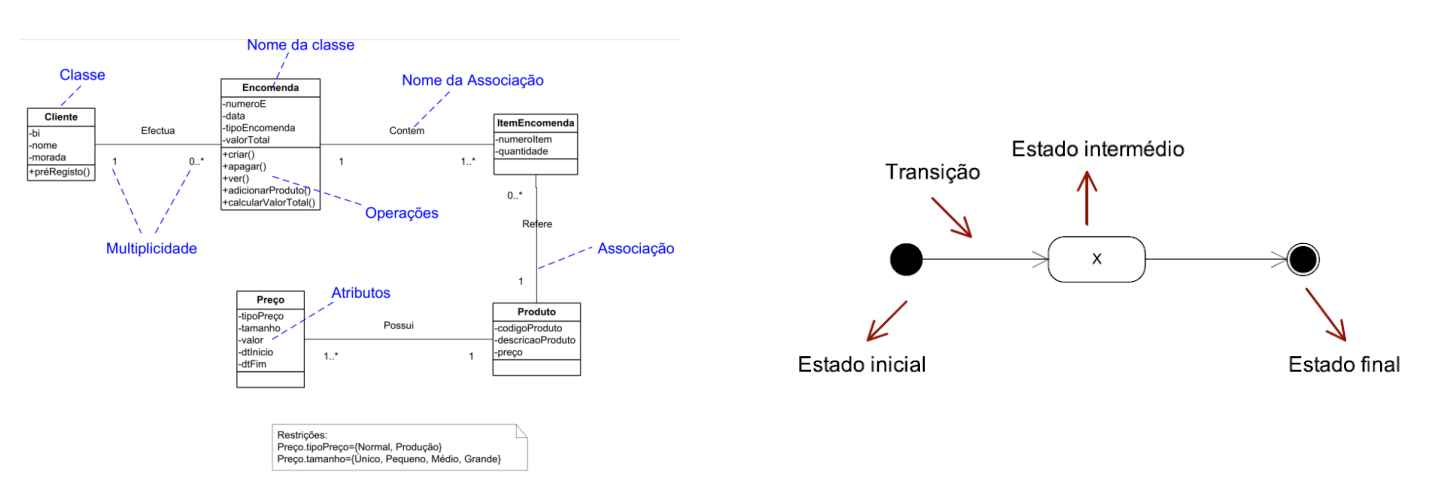 Nome da classe
Classe
Nome da Associação
Encomenda
-numeroE
-data
-tipoEncomenda
-valorTotal
+criar()
+apagar()
+ver()
+adicionarProduto()
+calcularValorTotal()
Cliente
-bi
-nome
-morada
+préRegisto()
Efectua
1
0..*
Contem
1
1..*
ItemEncomenda
-numeroItem
-quantidade
Operações
Multiplicidade
0..*
Refere
1
Associação
Atributos
Preço
-tipoPreço
-tamanho
-valor
-dtInicio
-dtFim
Possui
1..*
1
Produto
-codigoProduto
-descricaoProduto
-preço
Restrições:
Preço.tipoPreço={Normal, Produção}
Preço.tamanho={Único, Pequeno, Médio, Grande}
Estado intermédio
Transição
X
Estado inicial
Estado final